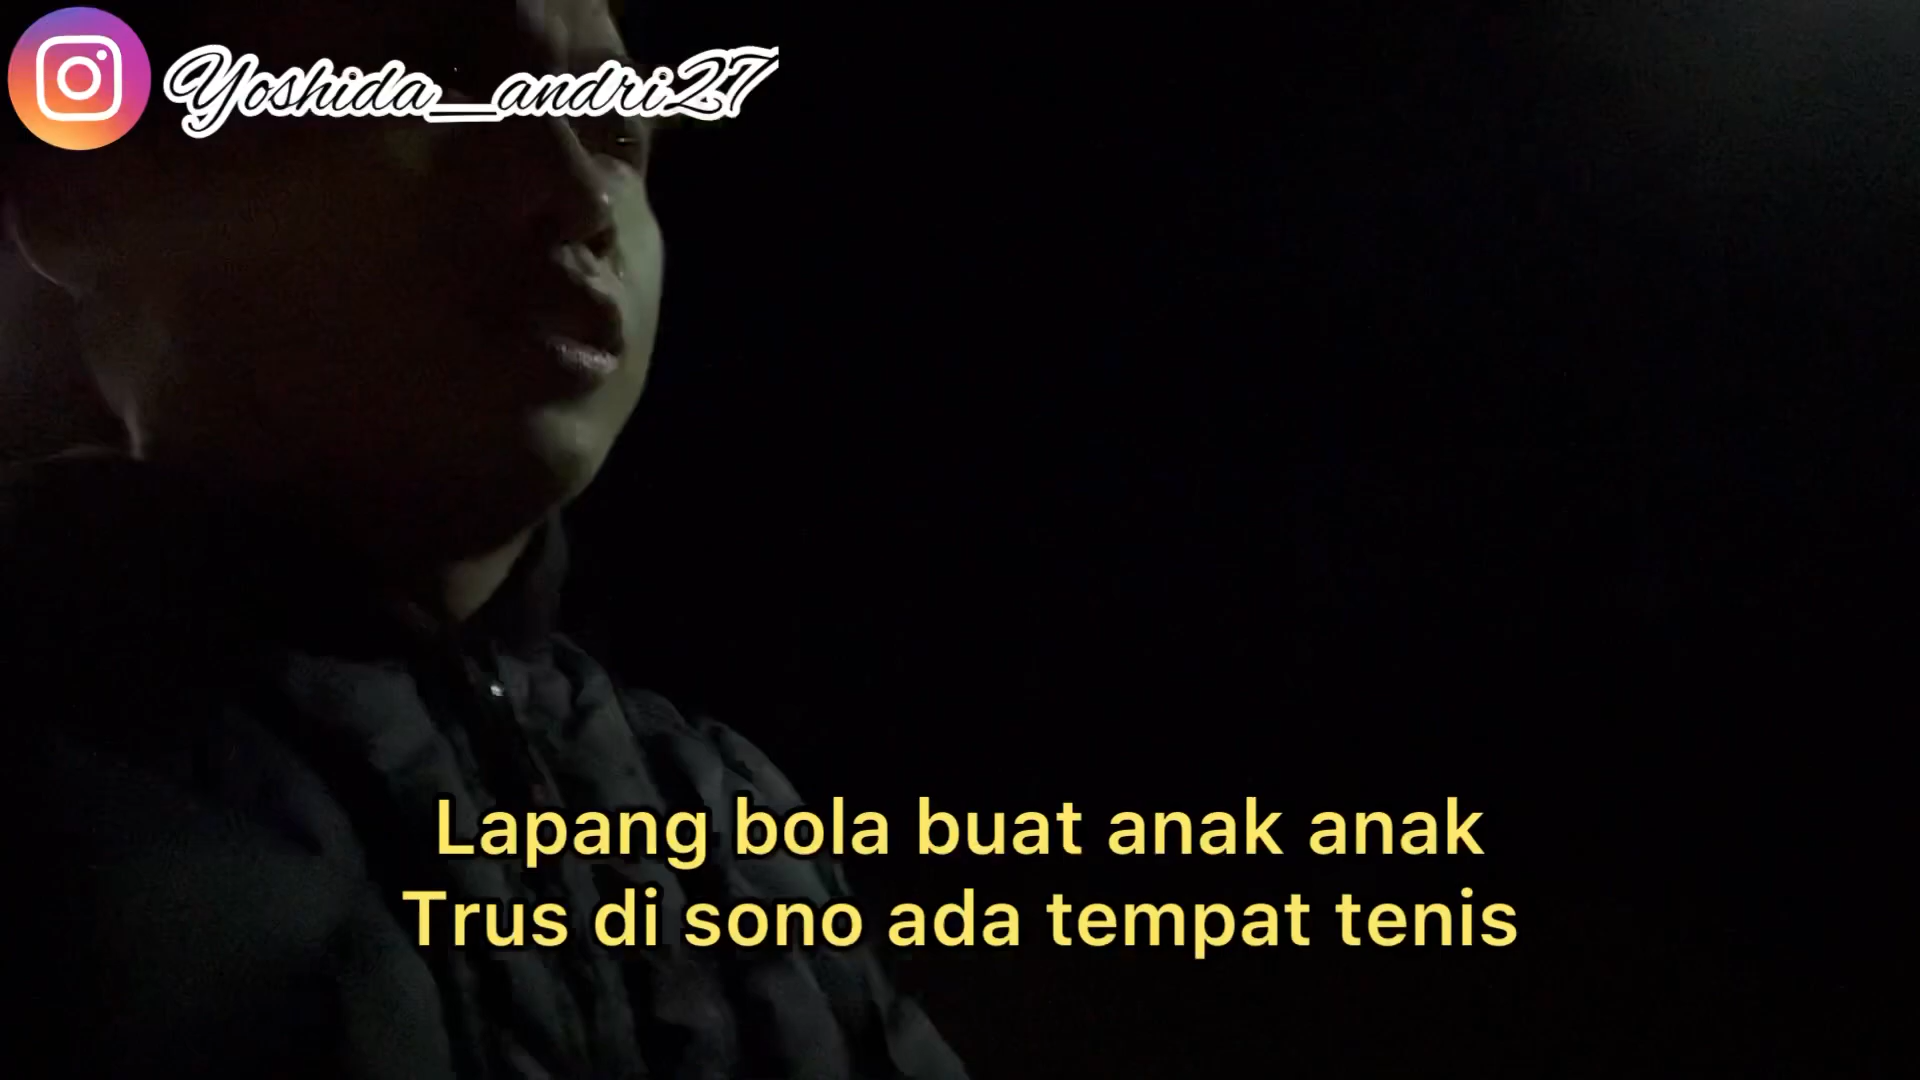 Yoshida_andri27
Lapang bola buat anak anak
Trus di sono ada tempat tenis